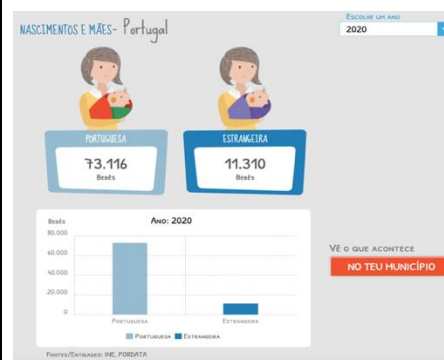 NASCIMENTOS E MÃES- Portugal
ESCOLHE UM ANO
2020
PORTUGUESA
73.116
BEBÉS
ESTRANGEIRA
11.310
BEBÉS
BEBÉS
ANO: 2020
80.000
60.000
40.000
20.000
0
PORTUGUESA
ESTRANGEIRA
PORTUGUESA ESTRANGEIRA
VÊ O QUE ACONTECE
NO TEU MUNICÍPIO
FONTES/ENTIDADES: INE, PORDATA